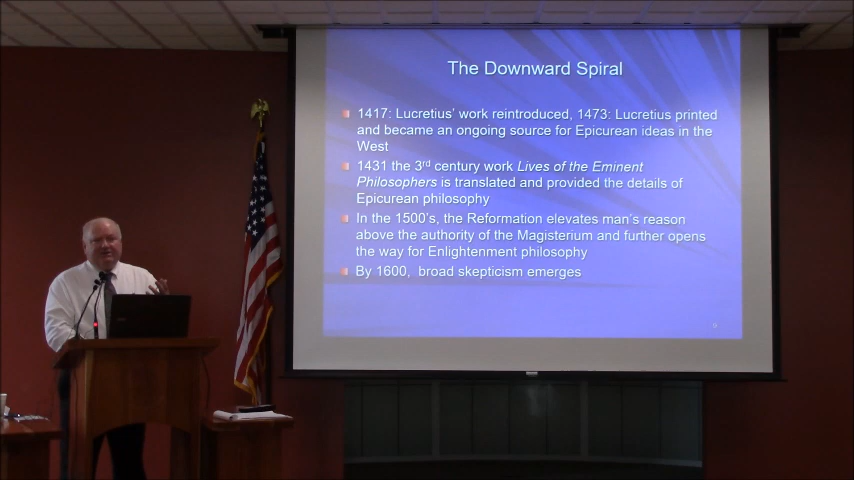 The Downward Spiral
1417: Lucretius' work reintroduced, 1473: Lucretius printed
and became an ongoing source for Epicurean ideas in the
West
1431 the 3rd century work Lives of the Eminent
Philosophers is translated and provided the details of
Epicurean philosophy
In the 1500's, the Reformation elevates man's reason
above the authority of the Magisterium and further opens
the way for Enlightenment philosophy
By 1600, broad skepticism emerges